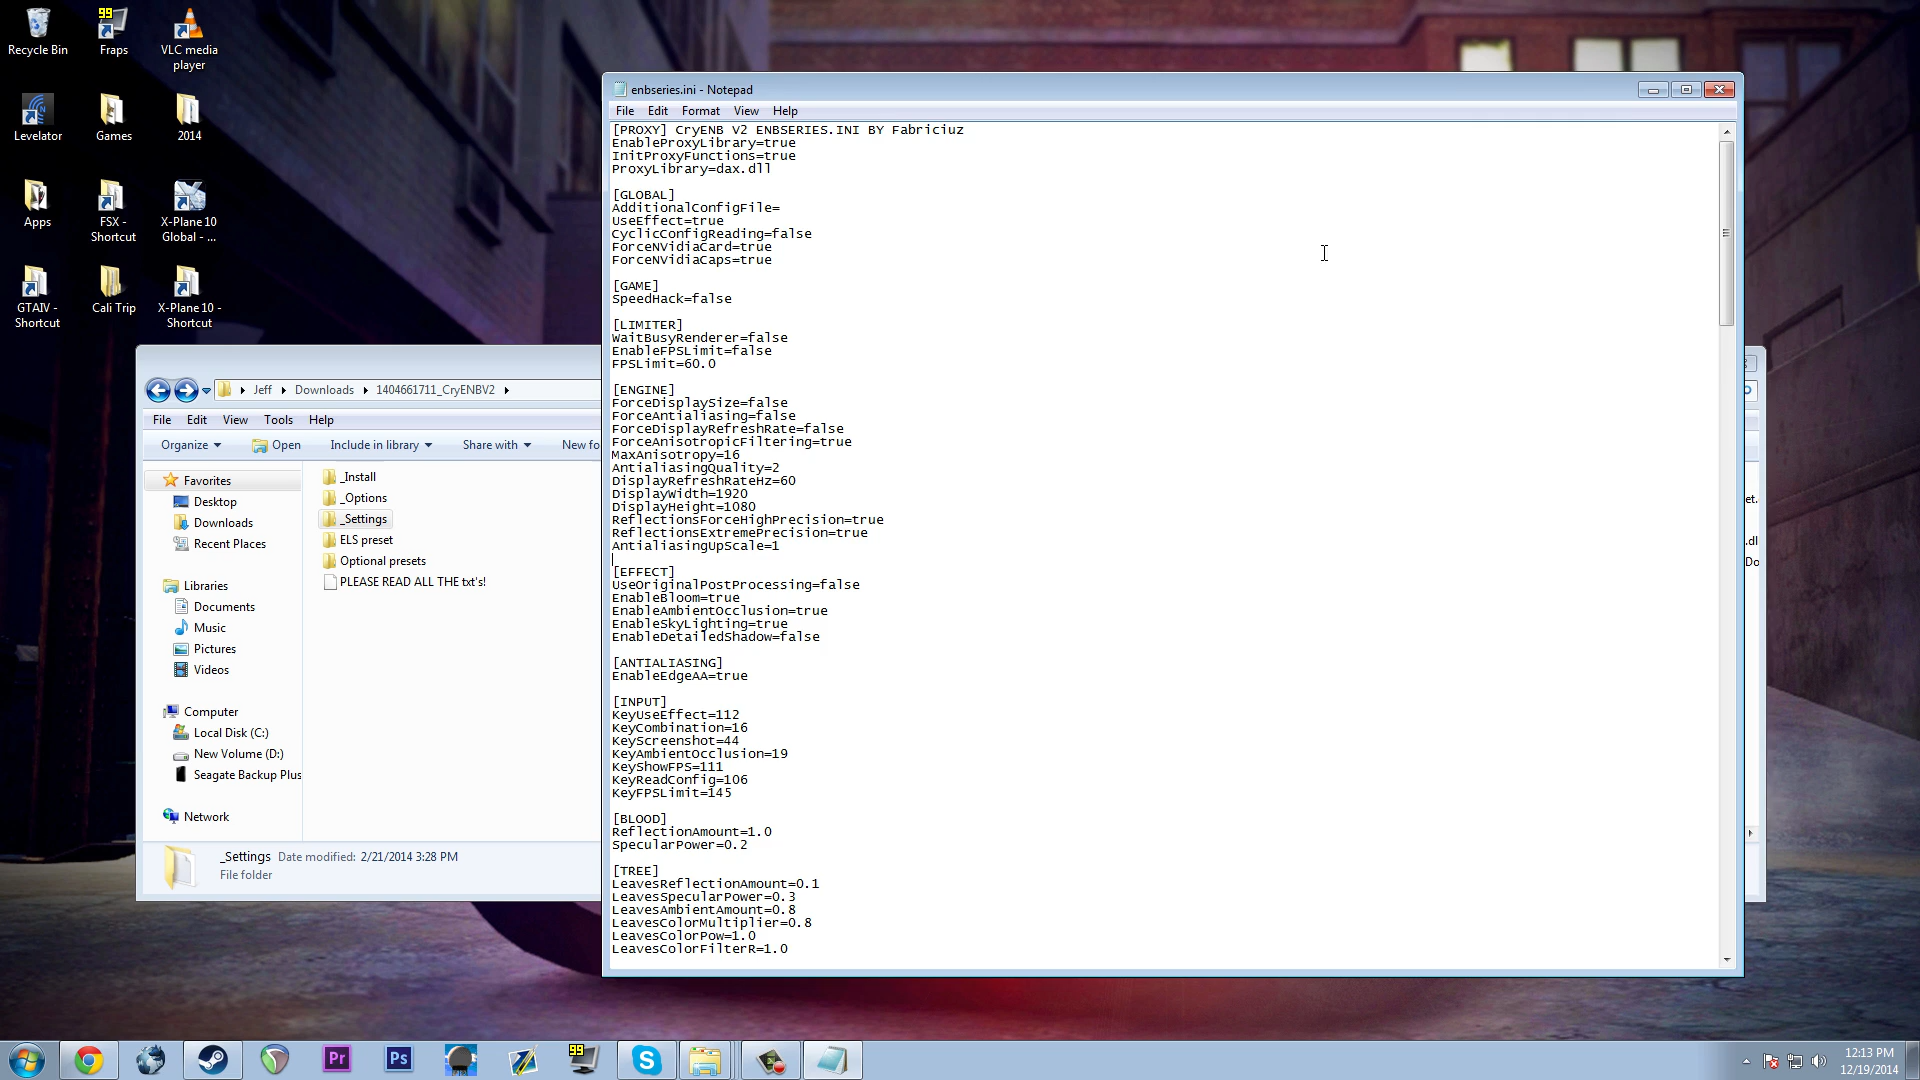 Recycle Bin
99
Fraps
VLC media
player
Levelator
Games
2014
Apps
FSX -
Shortcut
X-Plane 10
Global - ...
GTAIV -
Shortcut
Cali Trip
X-Plane 10 -
Shortcut
enbseries.ini - Notepad
File Edit Format View Help
[PROXY] CryENB V2 ENBSERIES.INI BY Fabriciuz
EnableProxyLibrary=true
InitProxyFunctions=true
ProxyLibrary=dax.dll
[GLOBAL]
AdditionalConfigFile=
UseEffect=true
CyclicConfigReading=false
ForceNVidiaCard=true
ForceNVidiaCaps=true
[GAME]
SpeedHack=false
[LIMITER]
WaitBusyRenderer=false
EnableFPSLimit=false
FPSLimit=60.0
[ENGINE]
ForceDisplaySize=false
ForceAntialiasing=false
ForceDisplayRefreshRate=false
ForceAnisotropicFiltering=true
MaxAnisotropy=16
AntialiasingQuality=2
DisplayRefreshRateHz=60
DisplayWidth=1920
DisplayHeight=1080
ReflectionsForceHighPrecision=true
ReflectionsExtremePrecision=true
AntialiasingUpScale=1
[EFFECT]
UseOriginalPostProcessing=false
EnableBloom=true
EnableAmbientOcclusion=true
EnableSkyLighting=true
EnableDetailedShadow=false
[ANTIALIASING]
EnableEdgeAA=true
[INPUT]
KeyUseEffect=112
KeyCombination=16
KeyScreenshot=44
KeyAmbientOcclusion=19
KeyShowFPS=111
KeyReadConfig=106
KeyFPSLimit=145
[BLOOD]
ReflectionAmount=1.0
SpecularPower=0.2
[TREE]
LeavesReflectionAmount=0.1
LeavesSpecularPower=0.3
LeavesAmbientAmount=0.8
LeavesColorMultiplier=0.8
LeavesColorPow=1.0
LeavesColorFilterR=1.0
Jeff Downloads 1404661711_CryENBV2
File Edit View Tools Help
Organize Open Include in library Share with New fo
Favorites
Desktop
Downloads
Recent Places
Libraries
Documents
Music
Pictures
Videos
Computer
Local Disk (C:)
New Volume (D:)
Seagate Backup Plus
Network
_Install
_Options
_Settings
ELS preset
Optional presets
PLEASE READ ALL THE txt's!
_Settings Date modified: 2/21/2014 3:28 PM
File folder
et.
.dl
Do
Pr
Ps
99
12:13 PM
12/19/2014